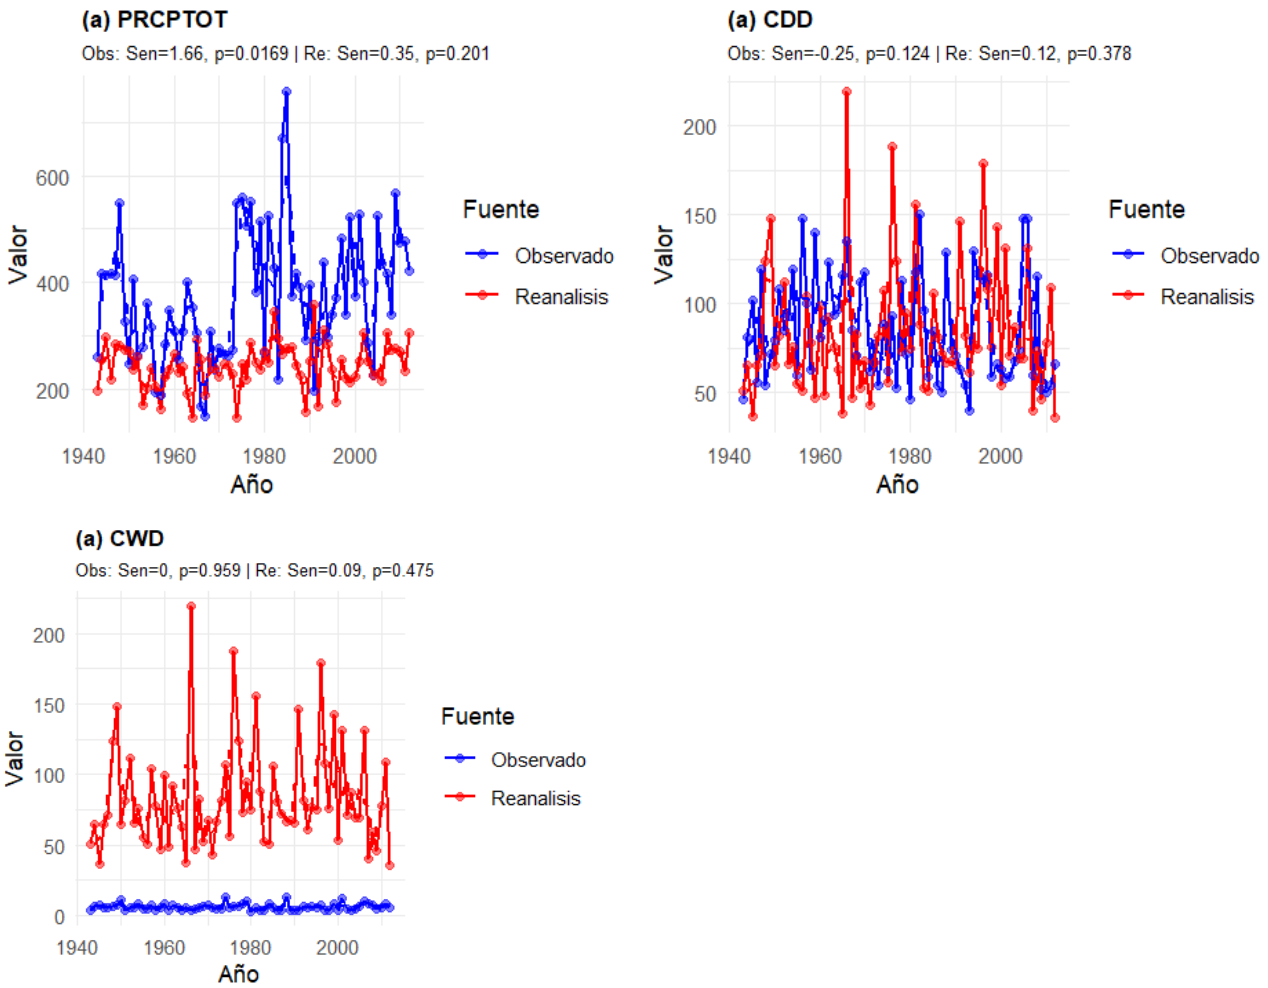 (a) PRCPTOT
Obs: Sen=1.66, p=0.0169 | Re: Sen=0.35, p=0.201
Valor
600
400
200
1940 1960 1980 2000
Año
Fuente
Observado
Reanalisis
(a) CDD
Obs: Sen=-0.25, p=0.124 | Re: Sen=0.12, p=0.378
Valor
200
150
100
50
1940 1960 1980 2000
Año
Fuente
Observado
Reanalisis
(a) CWD
Obs: Sen=0, p=0.959 | Re: Sen=0.09, p=0.475
Valor
200
150
100
50
0
1940 1960 1980 2000
Año
Fuente
Observado
Reanalisis